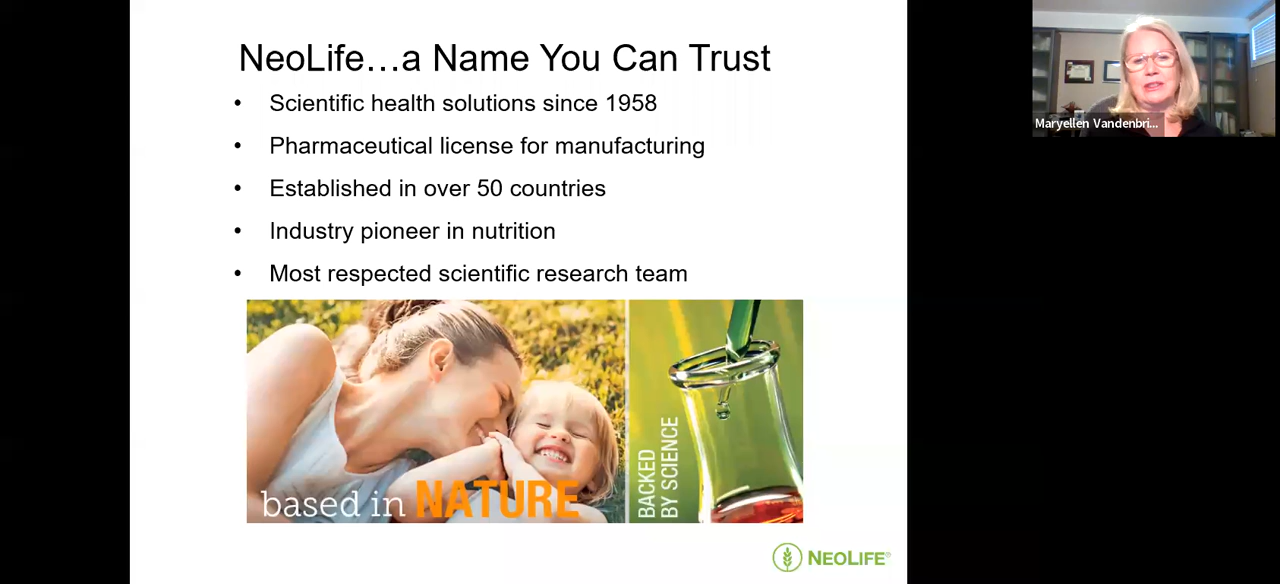 NeoLife…a Name You Can Trust
• Scientific health solutions since 1958
• Pharmaceutical license for manufacturing
• Established in over 50 countries
• Industry pioneer in nutrition
• Most respected scientific research team
based in NATURE
BACKED
BY SCIENCE
NEOLIFE®
Maryellen Vandenbri...